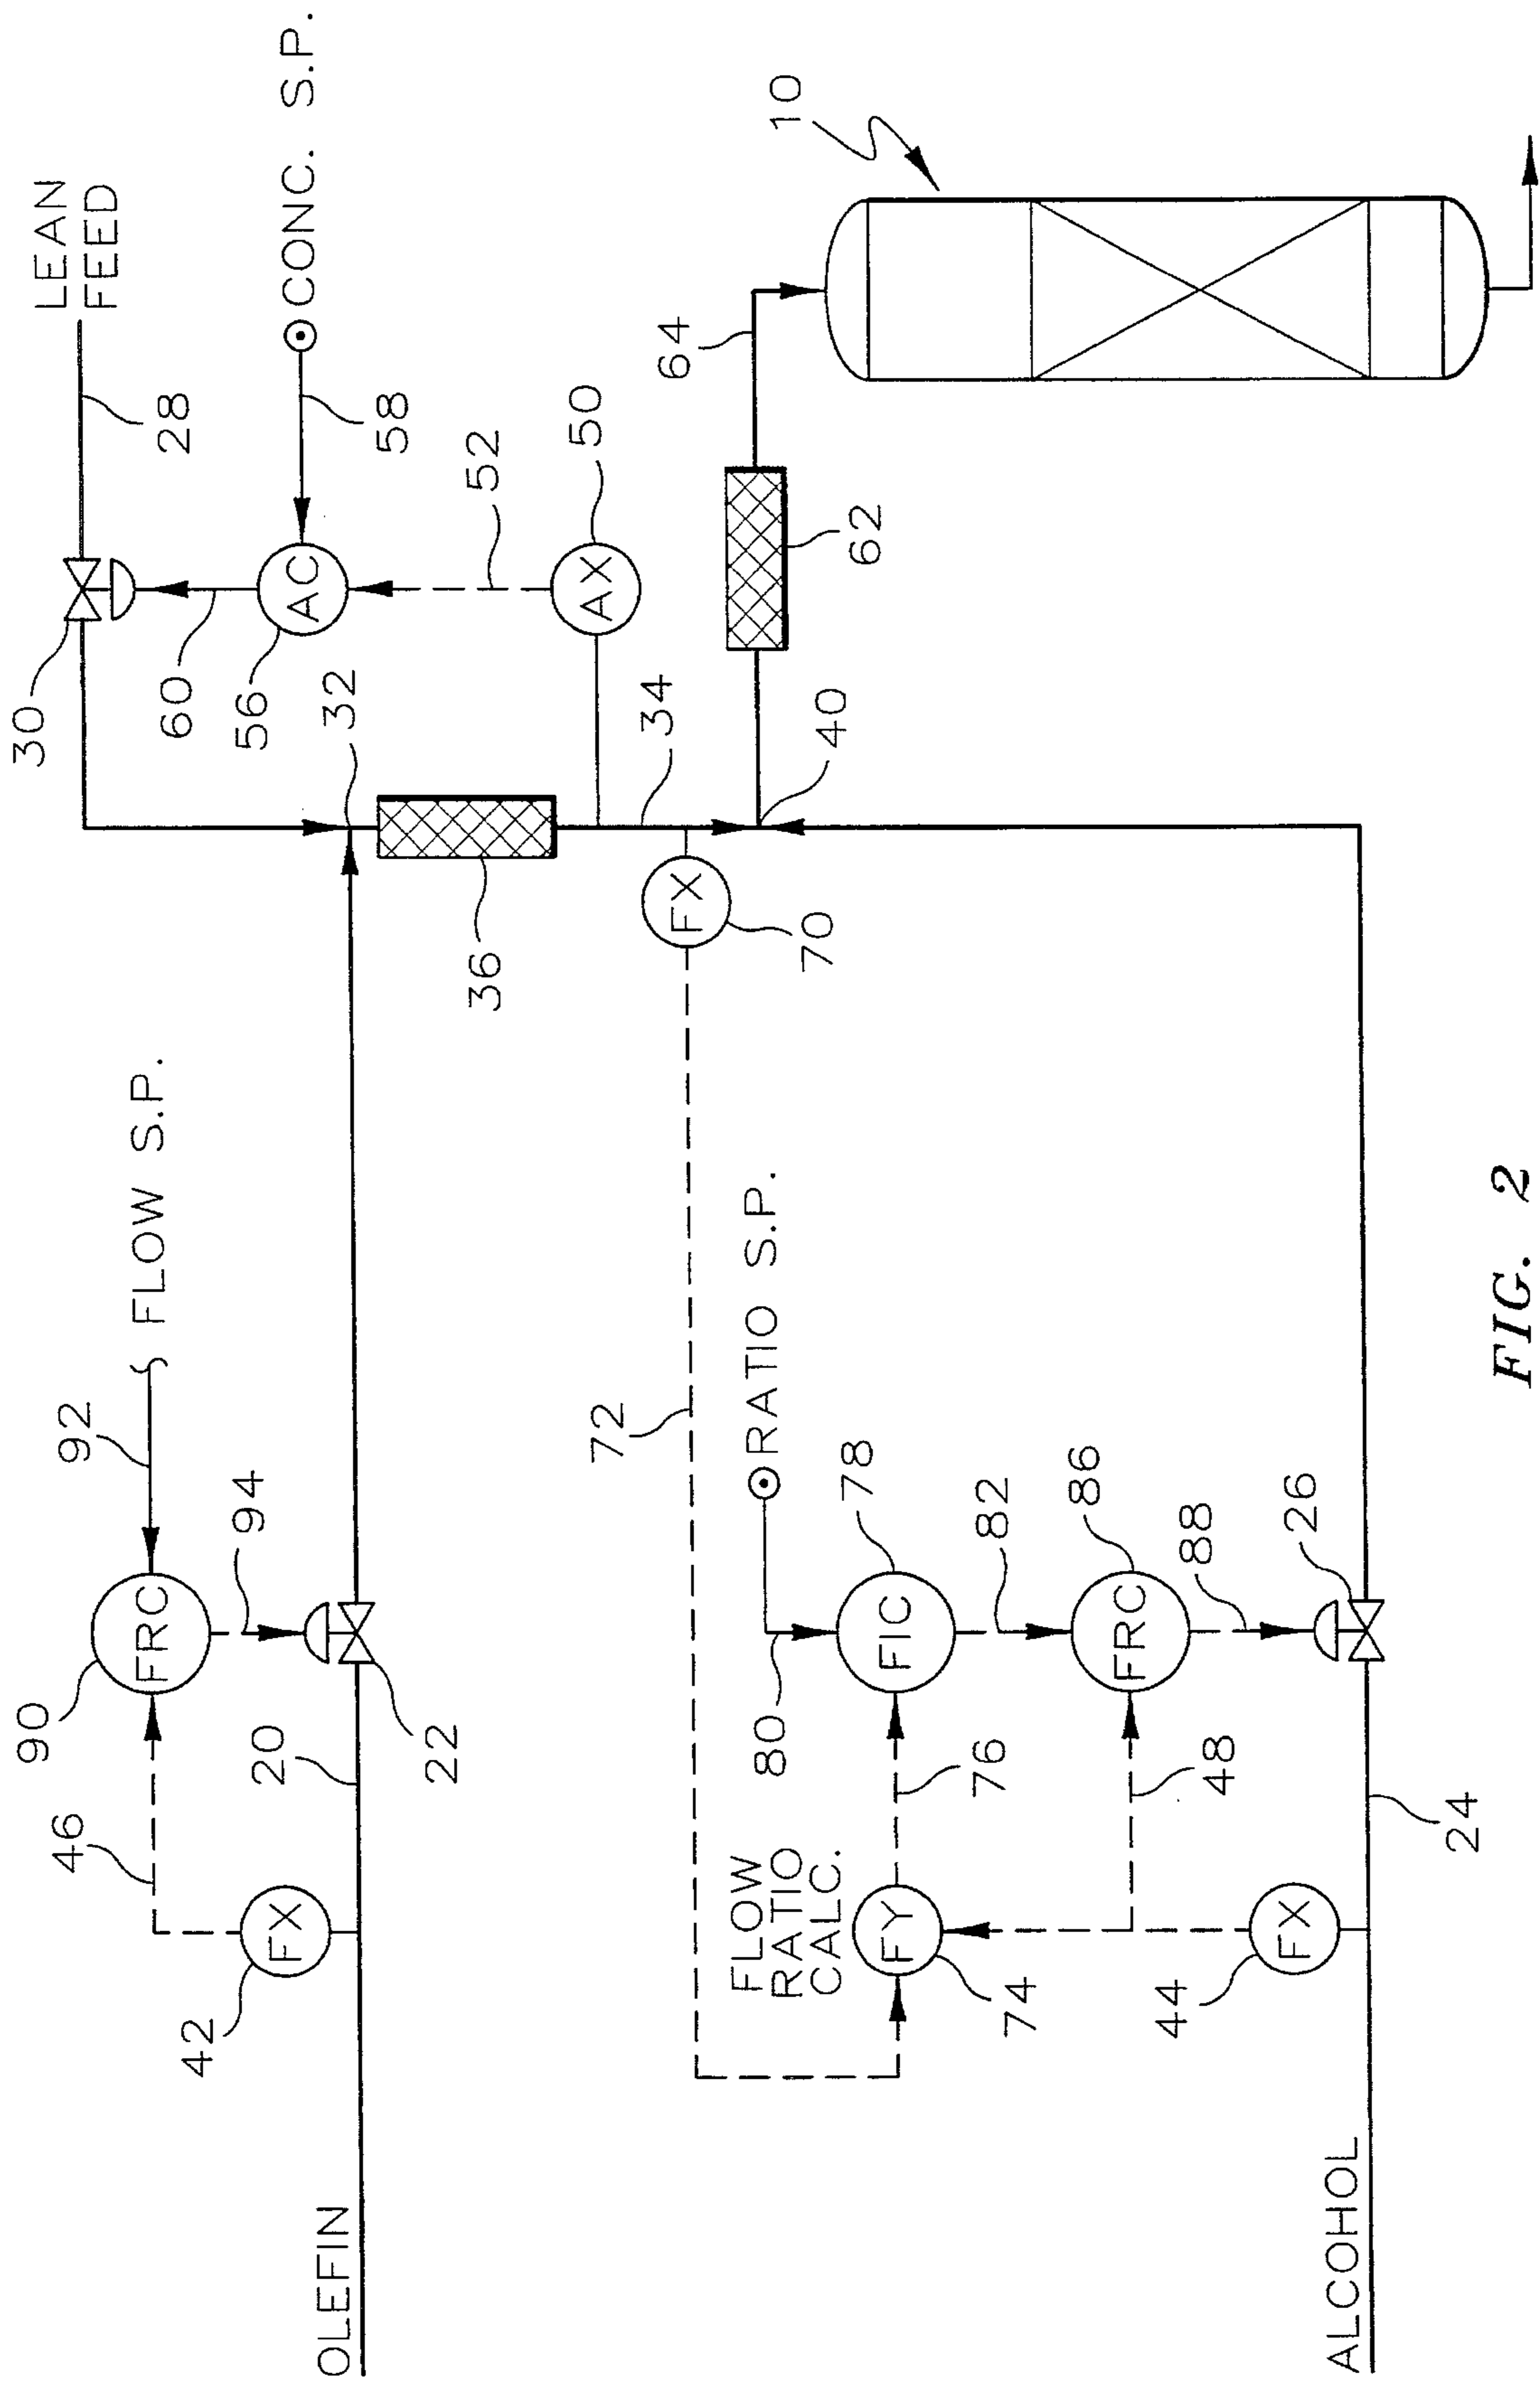 LEAN
FEED
28
30
CONC. S.P.
58
AC
60
56
52
AX
50
32
36
34
FX
70
40
62
64
10
FLOW S.P.
92
FRC
90
94
46
FX
42
20
22
OLEFIN
72
RATIO S.P.
80
FIC
78
82
FRC
86
88
26
FLOW
RATIO
CALC.
FY
74
76
48
FX
44
24
ALCOHOL
FIG. 2